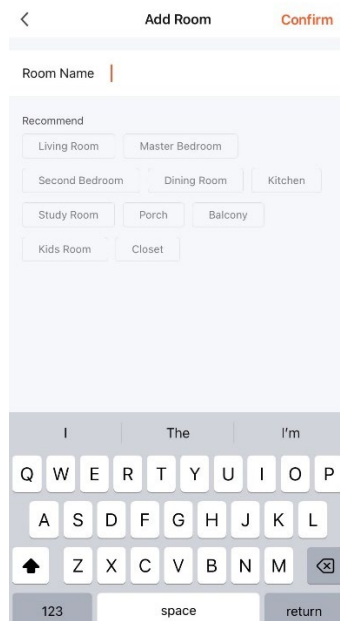 Add Room Confirm
Room Name
Recommend
Living Room Master Bedroom
Second Bedroom Dining Room Kitchen
Study Room Porch Balcony
Kids Room Closet
I The I'm
Q W E R T Y U I O P
A S D F G H J K L
Z X C V B N M
123 space return